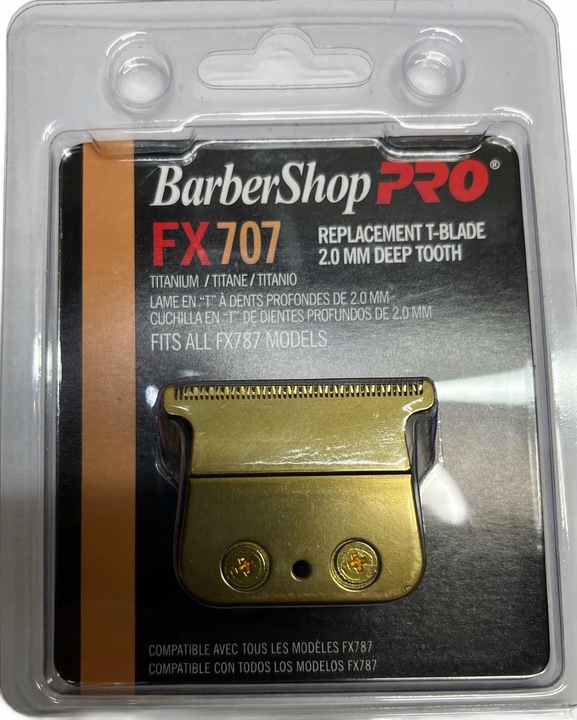 BarberShop PRO®
FX707
REPLACEMENT T-BLADE
2.0 MM DEEP TOOTH
TITANIUM / TITANE / TITANIO
LAME EN "T" À DENTS PROFONDES DE 2.0 MM
CUCHILLA EN "T" DE DIENTES PROFUNDOS DE 2.0 MM
FITS ALL FX787 MODELS
COMPATIBLE AVEC TOUS LES MODÈLES FX787
COMPATIBLE CON TODOS LOS MODELOS FX787